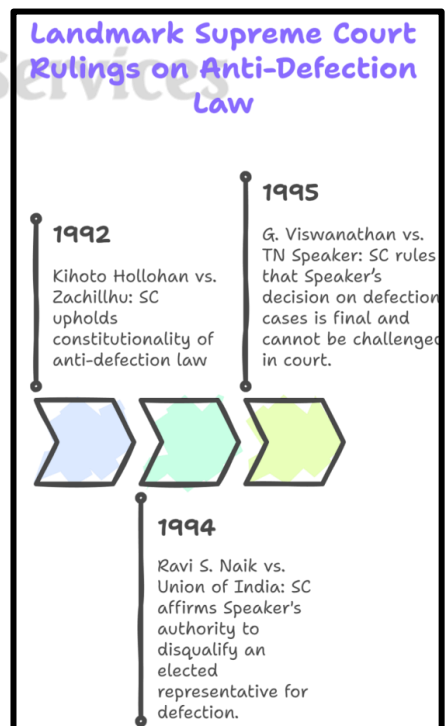 Landmark Supreme Court
Rulings on Anti-Defection
Law
Services
1992
Kihoto Hollohan vs.
Zachillhu: SC
upholds
constitutionality of
anti-defection law
1994
Ravi S. Naik vs.
Union of India: SC
affirms Speaker's
authority to
disqualify an
elected
representative for
defection.
1995
G. Viswanathan vs.
TN Speaker: SC rules
that Speaker's
decision on defection
cases is final and
cannot be challenged
in court.